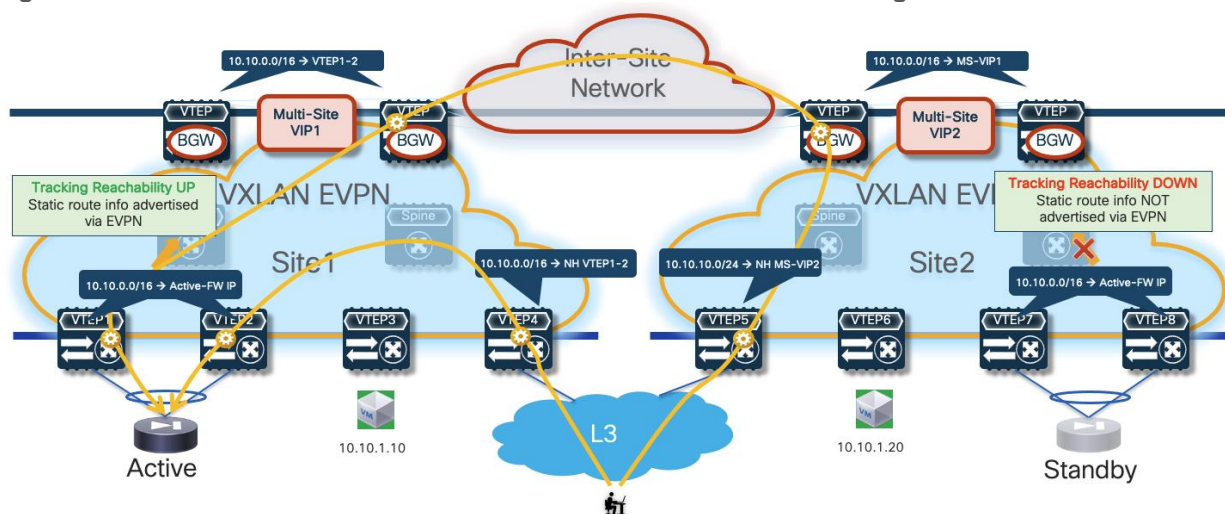 10.10.0.0/16 → VTEP1-2
Inter-Site
Network
10.10.0.0/16 → MS-VIP1
VTEP
Multi-Site
VIP1
VTEP
VTEP
Multi-Site
VIP2
VTEP
BGW
BGW
BGW
BGW
Tracking Reachability UP
Static route info advertised
via EVPN
VXLAN EVPN
Spine
Site1
VXLAN EVP
Spine
Site2
Tracking Reachability DOWN
Static route info NOT
advertised via EVPN
10.10.0.0/16 → Active-FW IP
10.10.0.0/16 → NH VTEP1-2
10.10.10.0/24 → NH MS-VIP2
10.10.0.0/16 → Active-FW IP
VTEP1
VTEP2
VTEP3
VTEP4
VTEP5
VTEP6
VTEP7
VTEP8
VM
VM
L3
10.10.1.10
10.10.1.20
Active
Standby